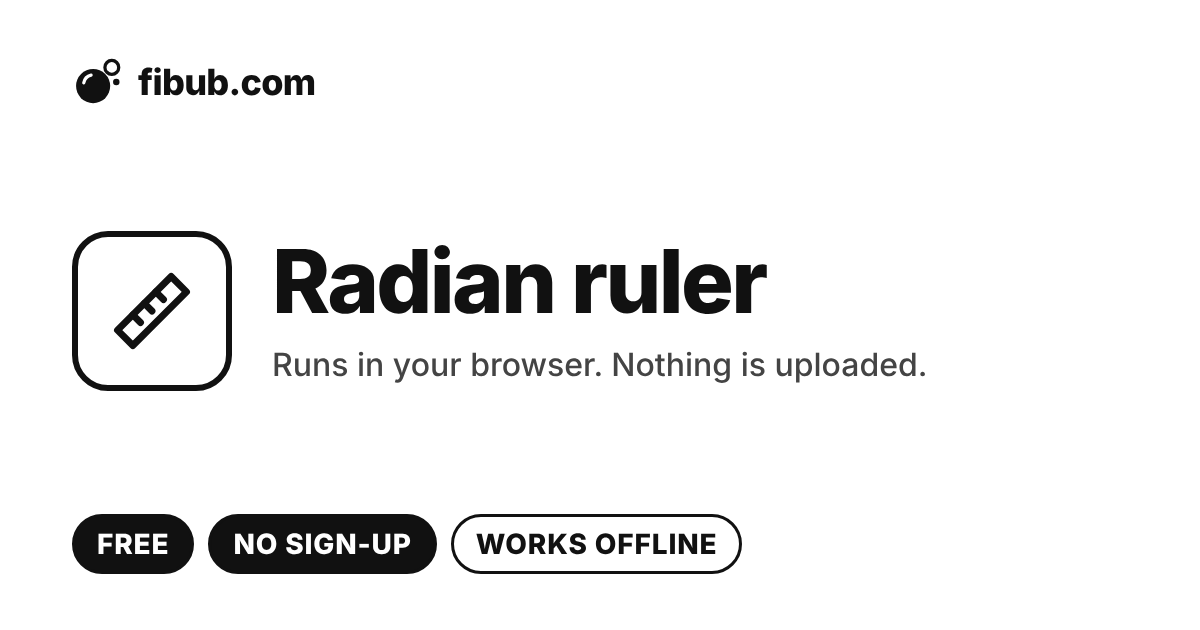 fibub.com
Radian ruler
Runs in your browser. Nothing is uploaded.
FREE
NO SIGN-UP
WORKS OFFLINE